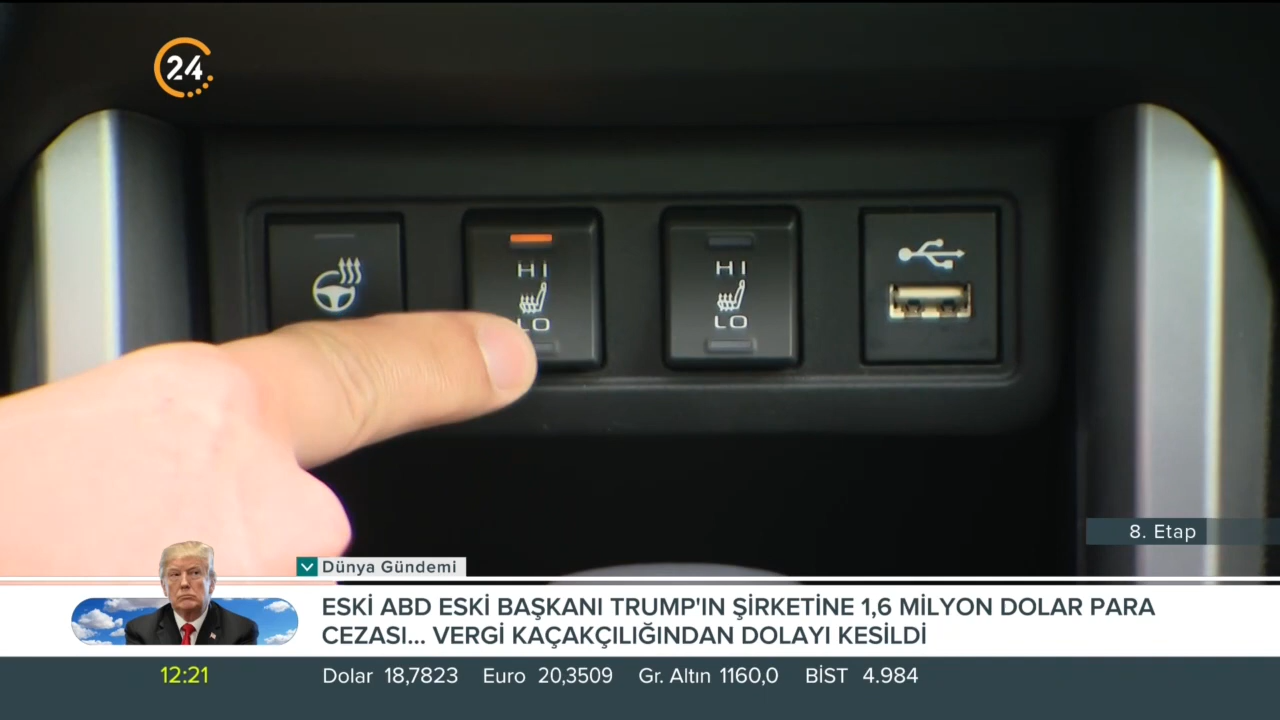 24
HI
LO
HI
LO
8. Etap
Dünya Gündemi
ESKİ ABD ESKİ BAŞKANI TRUMP'IN ŞİRKETİNE 1,6 MİLYON DOLAR PARA
CEZASI... VERGİ KAÇAKÇILIĞINDAN DOLAYI KESİLDİ
12:21 Dolar 18,7823 Euro 20,3509 Gr. Altın 1160,0 BİST 4.984